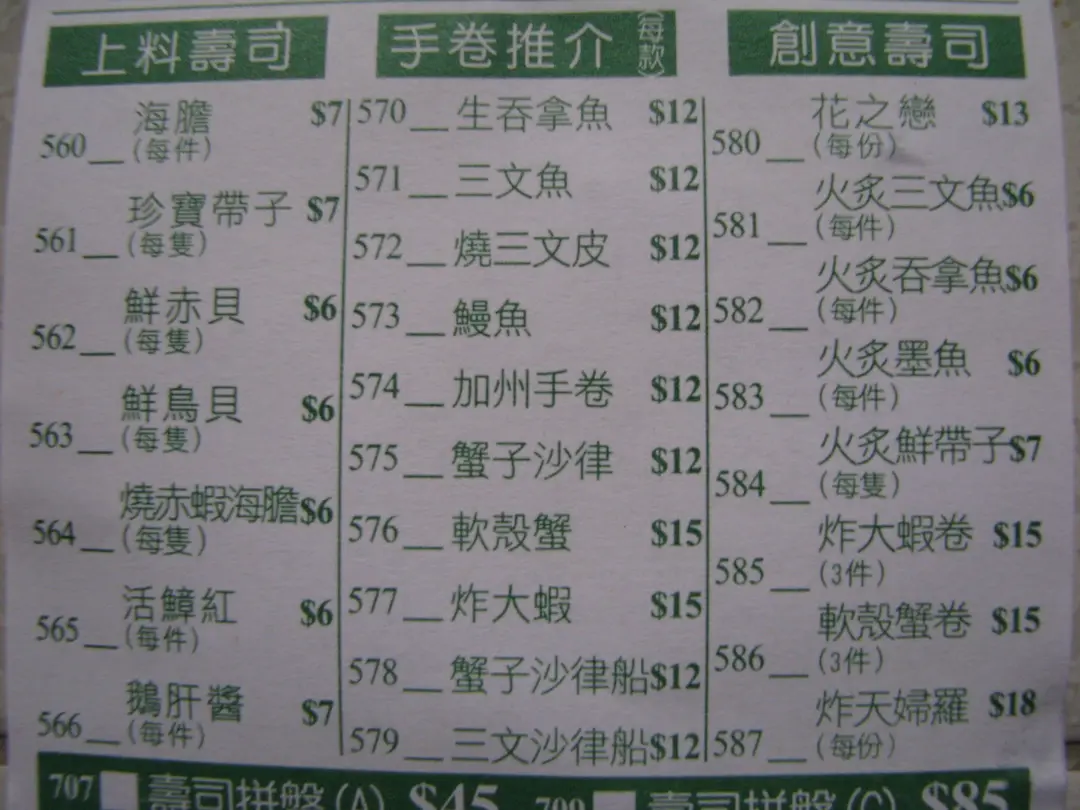 上料壽司
海膽 $7
560__(每件)
珍寶帶子 $7
561__(每隻)
鮮赤貝 $6
562__(每隻)
鮮鳥貝 $6
563__(每隻)
燒赤蝦海膽$6
564__(每隻)
活鱆紅 $6
565__(每件)
鵝肝醬 $7
566__(每件)
手卷推介(每款)
570__生吞拿魚 $12
571__三文魚 $12
572__燒三文皮 $12
573__鰻魚 $12
574__加州手卷 $12
575__蟹子沙律 $12
576__軟殼蟹 $15
577__炸大蝦 $15
578__蟹子沙律船$12
579__三文沙律船$12
創意壽司
花之戀 $13
580__(每份)
火炙三文魚$6
581__(每件)
火炙吞拿魚$6
582__(每件)
火炙墨魚 $6
583__(每件)
火炙鮮帶子$7
584__(每隻)
炸大蝦卷 $15
585__(3件)
軟殼蟹卷 $15
586__(3件)
炸天婦羅 $18
587__(每份)
707 壽司拼盤(A) $45 709 壽司拼盤(C) $85